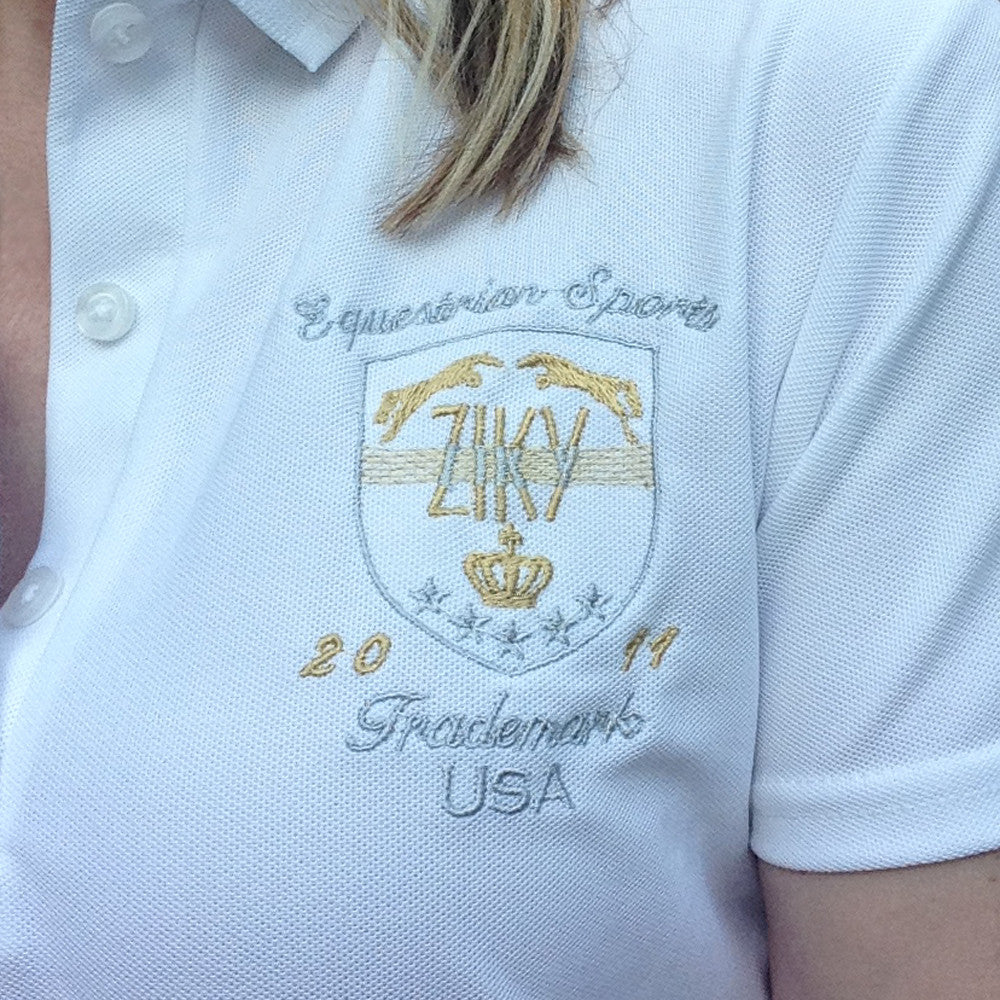 Equestrian Sports
ZIKY
20 11
Trademark
USA